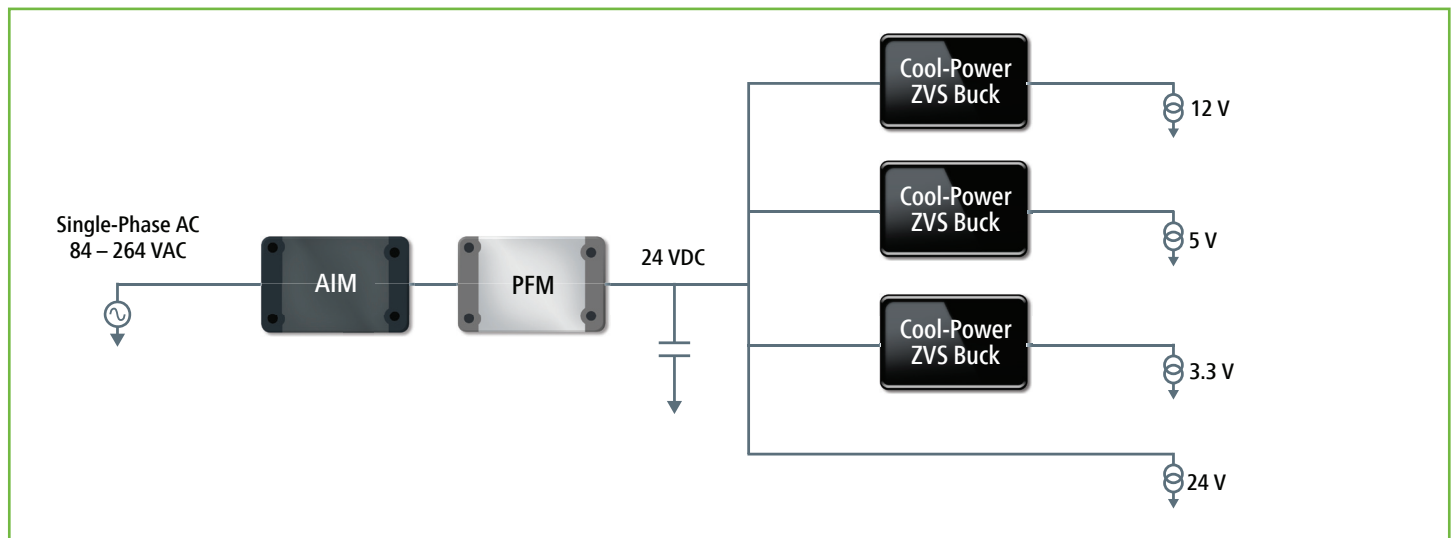 Single-Phase AC
84 – 264 VAC
AIM
PFM
24 VDC
Cool-Power
ZVS Buck
12 V
Cool-Power
ZVS Buck
5 V
Cool-Power
ZVS Buck
3.3 V
24 V